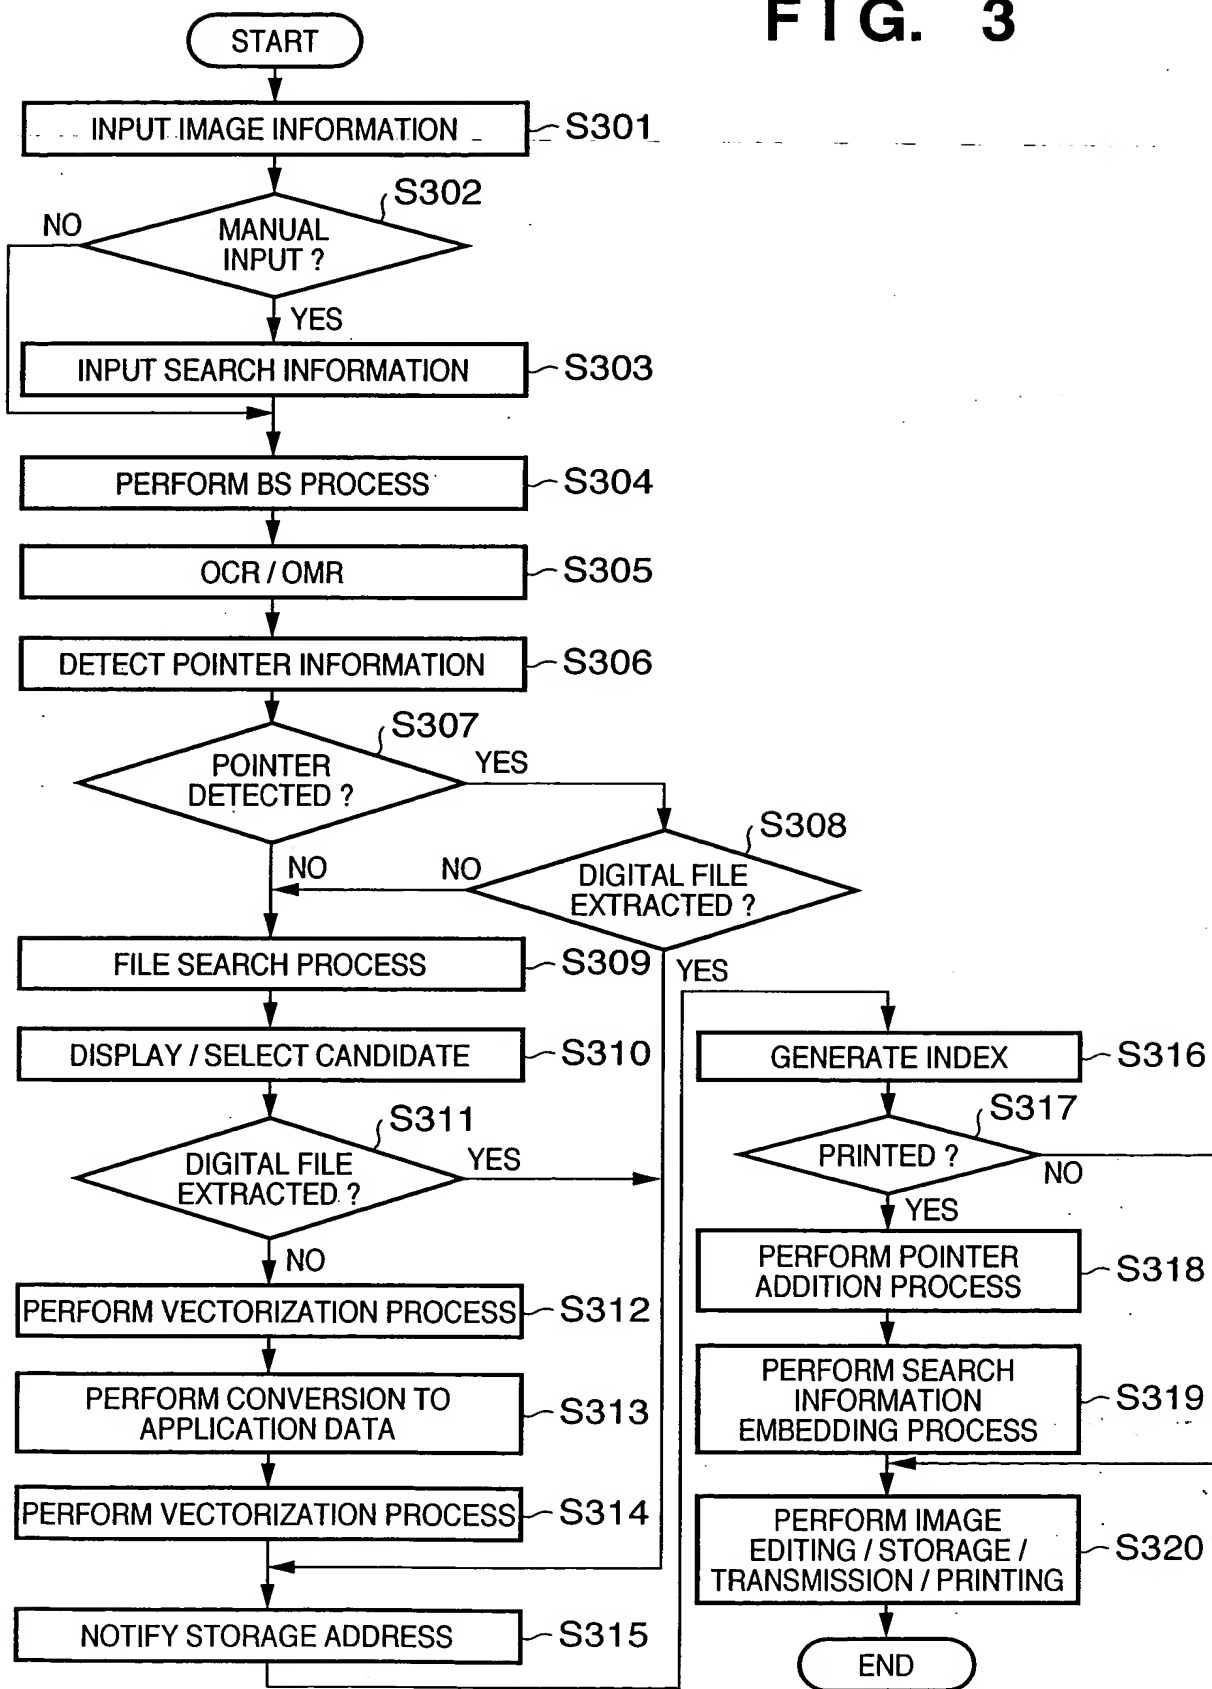 FIG. 3
START
INPUT IMAGE INFORMATION
S301
S302
NO
MANUAL
INPUT ?
YES
INPUT SEARCH INFORMATION
S303
PERFORM BS PROCESS
S304
OCR / OMR
S305
DETECT POINTER INFORMATION
S306
S307
POINTER
DETECTED ?
YES
NO
S308
NO
DIGITAL FILE
EXTRACTED ?
YES
FILE SEARCH PROCESS
S309
DISPLAY / SELECT CANDIDATE
S310
S311
DIGITAL FILE
EXTRACTED ?
YES
NO
PERFORM VECTORIZATION PROCESS
S312
PERFORM CONVERSION TO
APPLICATION DATA
S313
PERFORM VECTORIZATION PROCESS
S314
NOTIFY STORAGE ADDRESS
S315
GENERATE INDEX
S316
S317
PRINTED ?
NO
YES
PERFORM POINTER
ADDITION PROCESS
S318
PERFORM SEARCH
INFORMATION
EMBEDDING PROCESS
S319
PERFORM IMAGE
EDITING / STORAGE /
TRANSMISSION / PRINTING
S320
END